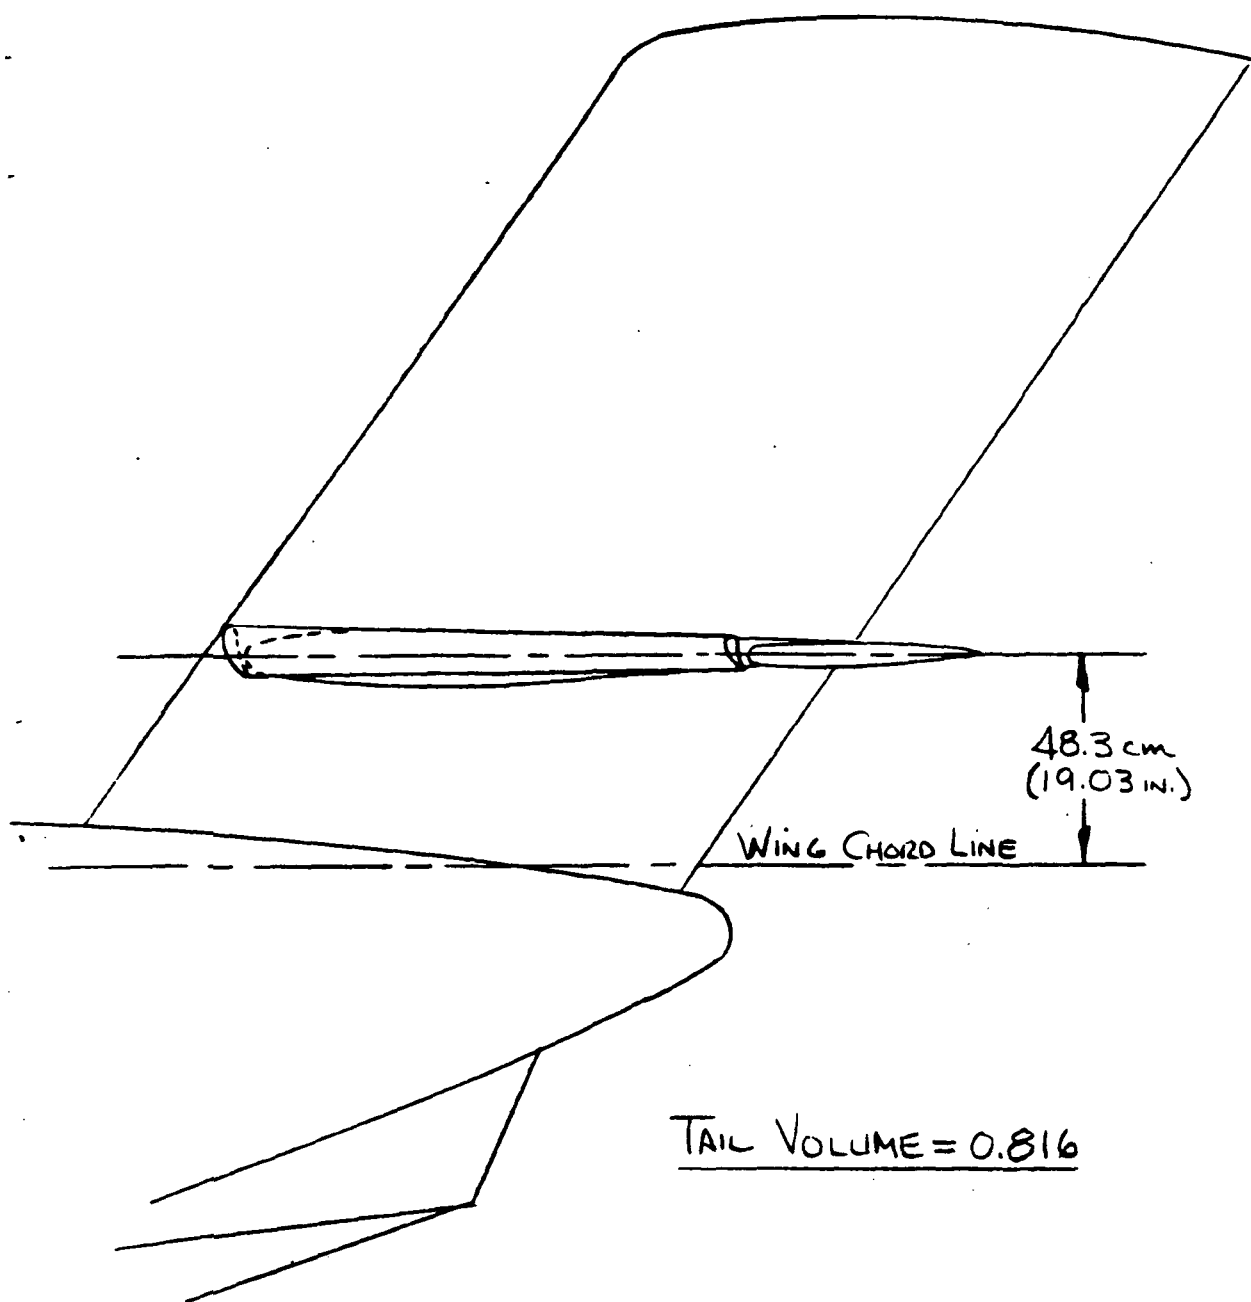 48.3 cm
(19.03 IN.)
WING CHORD LINE
TAIL VOLUME = 0.816